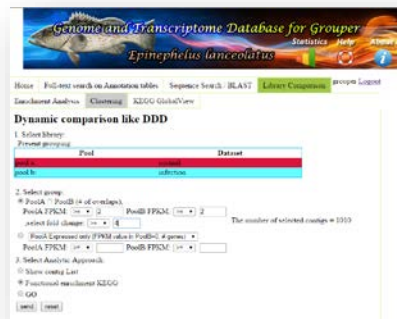 Genome and Transcriptome Database for Grouper
Epinephelus lanceolatus
Statistics Help About
Home Full-text search on Annotation tables Sequence Search / BLAST Library Comparison grouper Logout
Enrichment Analysis Clustering KEGG GlobalView
Dynamic comparison like DDD
1. Select library:
Present grouping
Pool Dataset
pool a: control
pool b: infection
2. Select group:
PoolA ∩ PoolB (# of overlaps).
PoolA FPKM: >= 2 PoolB FPKM: >= 2
,select fold change: >= 8 The number of selected contigs = 1010
PoolA Expressed only (FPKM value in PoolB=0, # genes)
PoolA FPKM: >= PoolB FPKM: >=
3. Select Analytic Approach:
Show contig List
Functional enrichment KEGG
GO
send reset